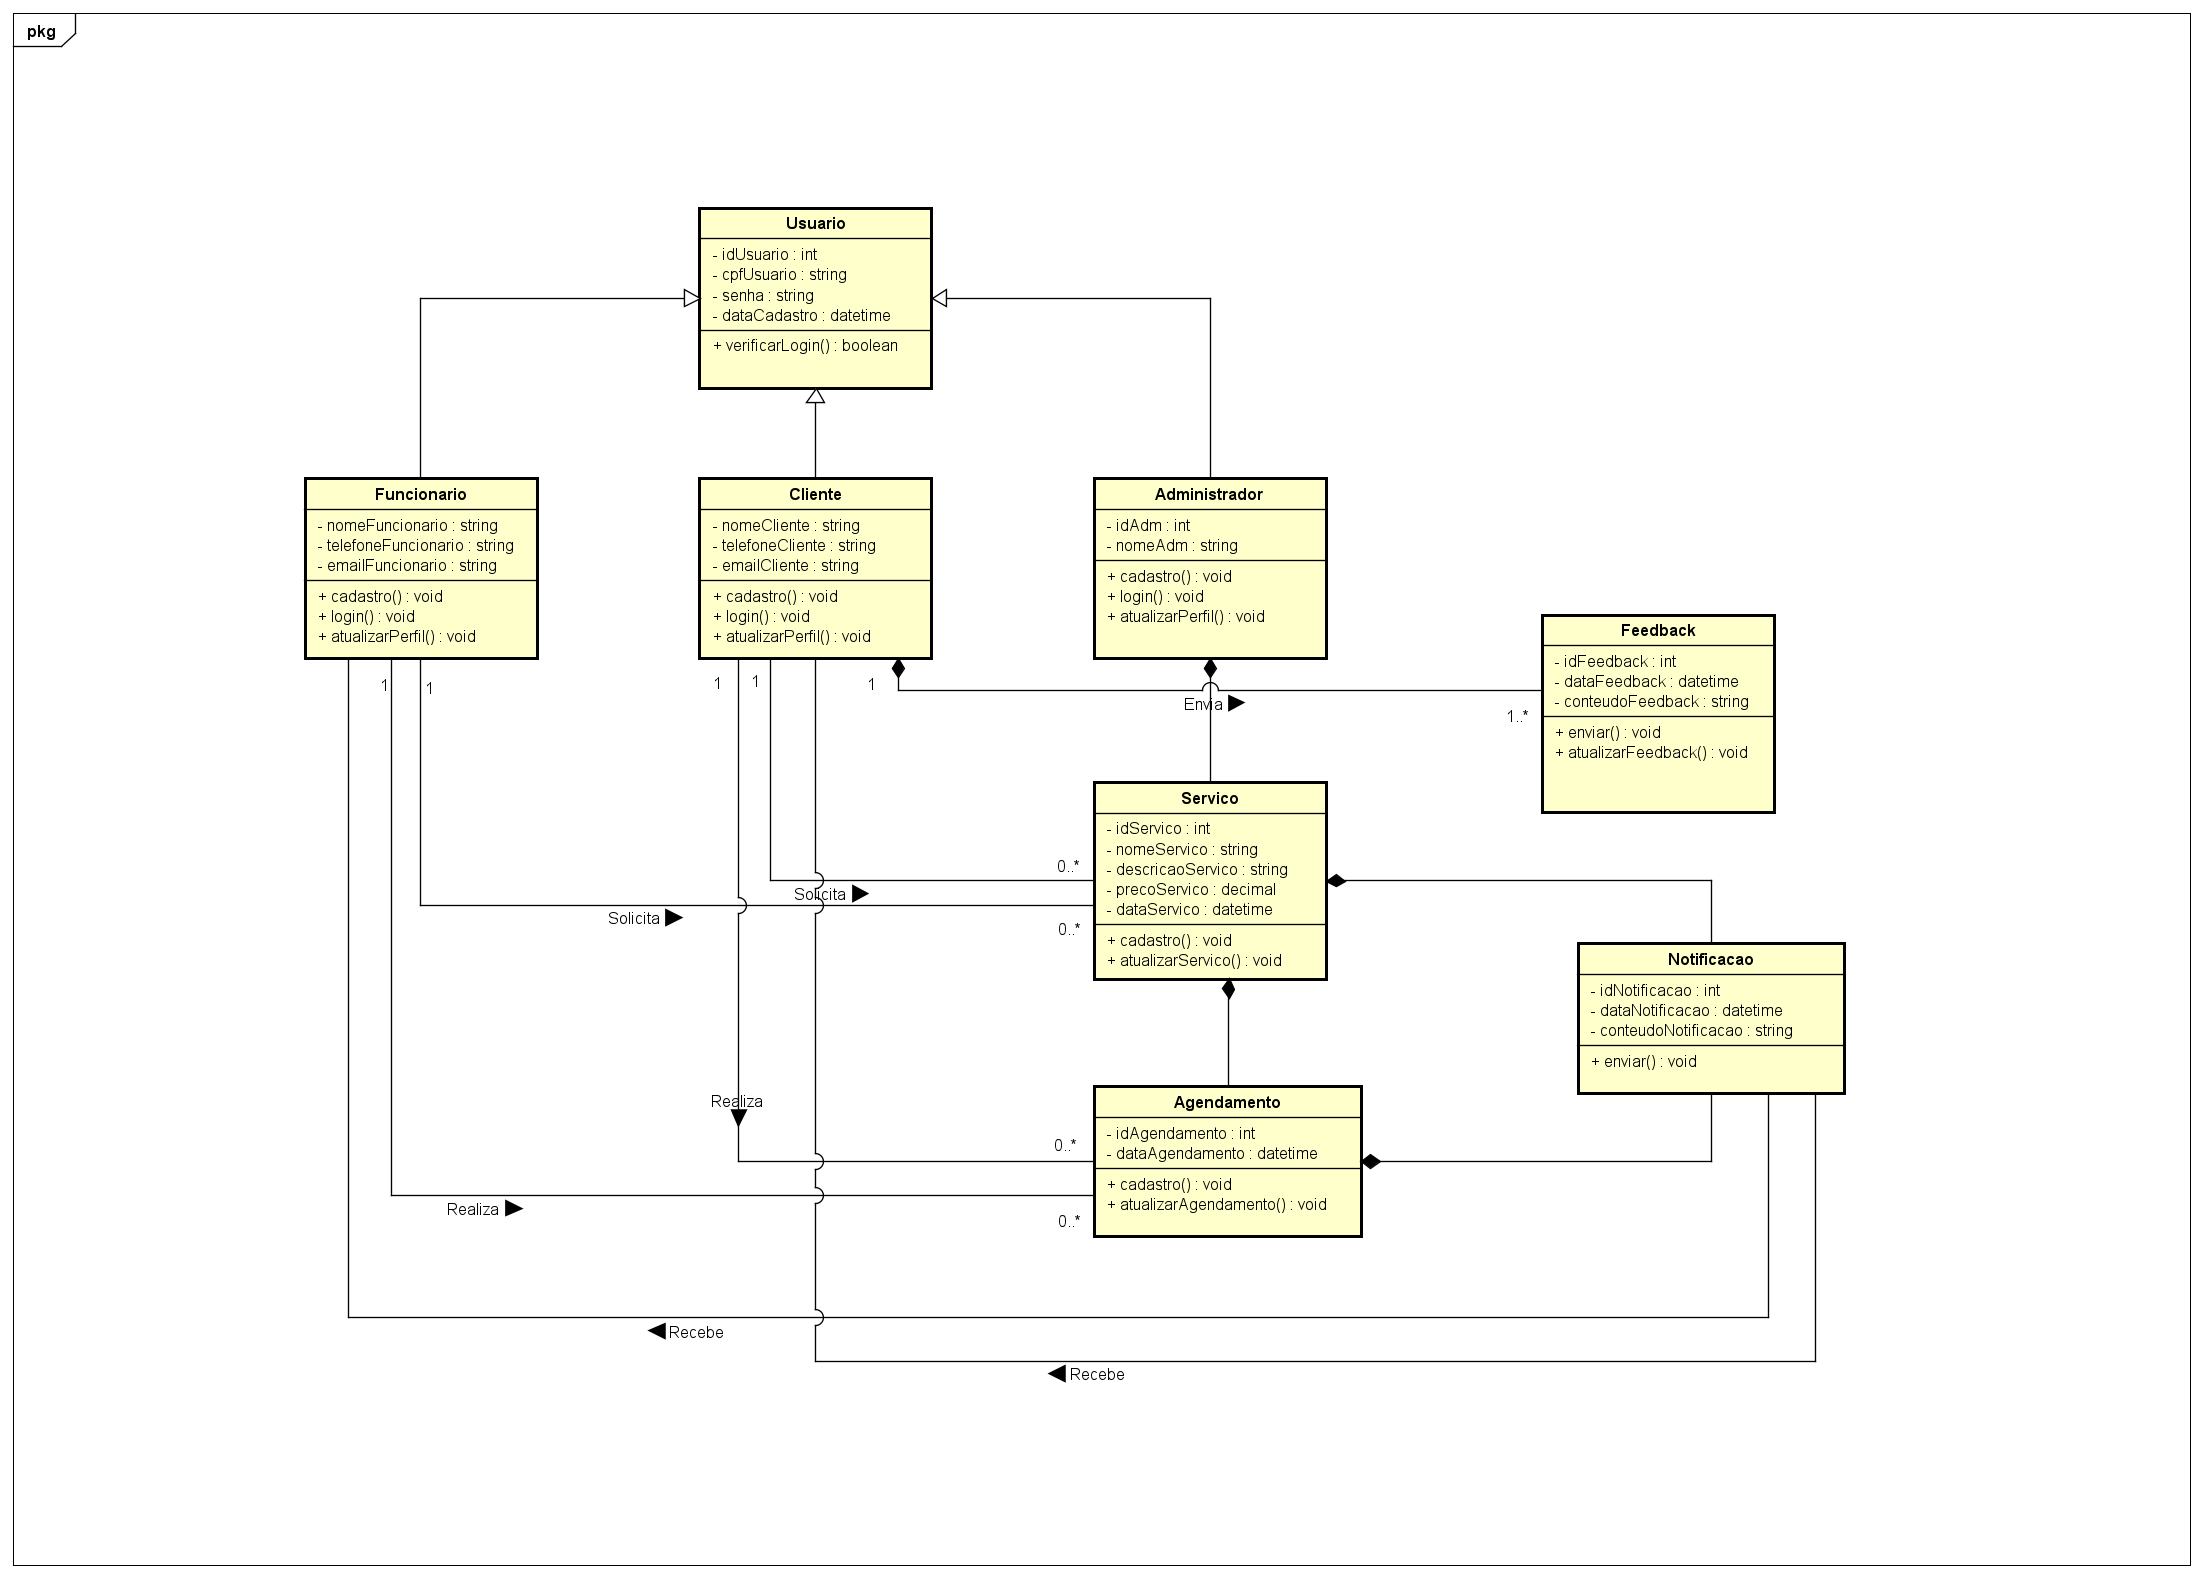 pkg
Usuario
- idUsuario : int
- cpfUsuario : string
- senha : string
- dataCadastro : datetime
+ verificarLogin() : boolean
Funcionario
- nomeFuncionario : string
- telefoneFuncionario : string
- emailFuncionario : string
+ cadastro() : void
+ login() : void
+ atualizarPerfil() : void
Cliente
- nomeCliente : string
- telefoneCliente : string
- emailCliente : string
+ cadastro() : void
+ login() : void
+ atualizarPerfil() : void
Administrador
- idAdm : int
- nomeAdm : string
+ cadastro() : void
+ login() : void
+ atualizarPerfil() : void
Feedback
- idFeedback : int
- dataFeedback : datetime
- conteudoFeedback : string
+ enviar() : void
+ atualizarFeedback() : void
1
1
1
1
1
Envia
1..*
Servico
- idServico : int
- nomeServico : string
- descricaoServico : string
- precoServico : decimal
- dataServico : datetime
+ cadastro() : void
+ atualizarServico() : void
0..*
Solicita
Solicita
0..*
Notificacao
- idNotificacao : int
- dataNotificacao : datetime
- conteudoNotificacao : string
+ enviar() : void
Realiza
0..*
Agendamento
- idAgendamento : int
- dataAgendamento : datetime
+ cadastro() : void
+ atualizarAgendamento() : void
Realiza
0..*
Recebe
Recebe